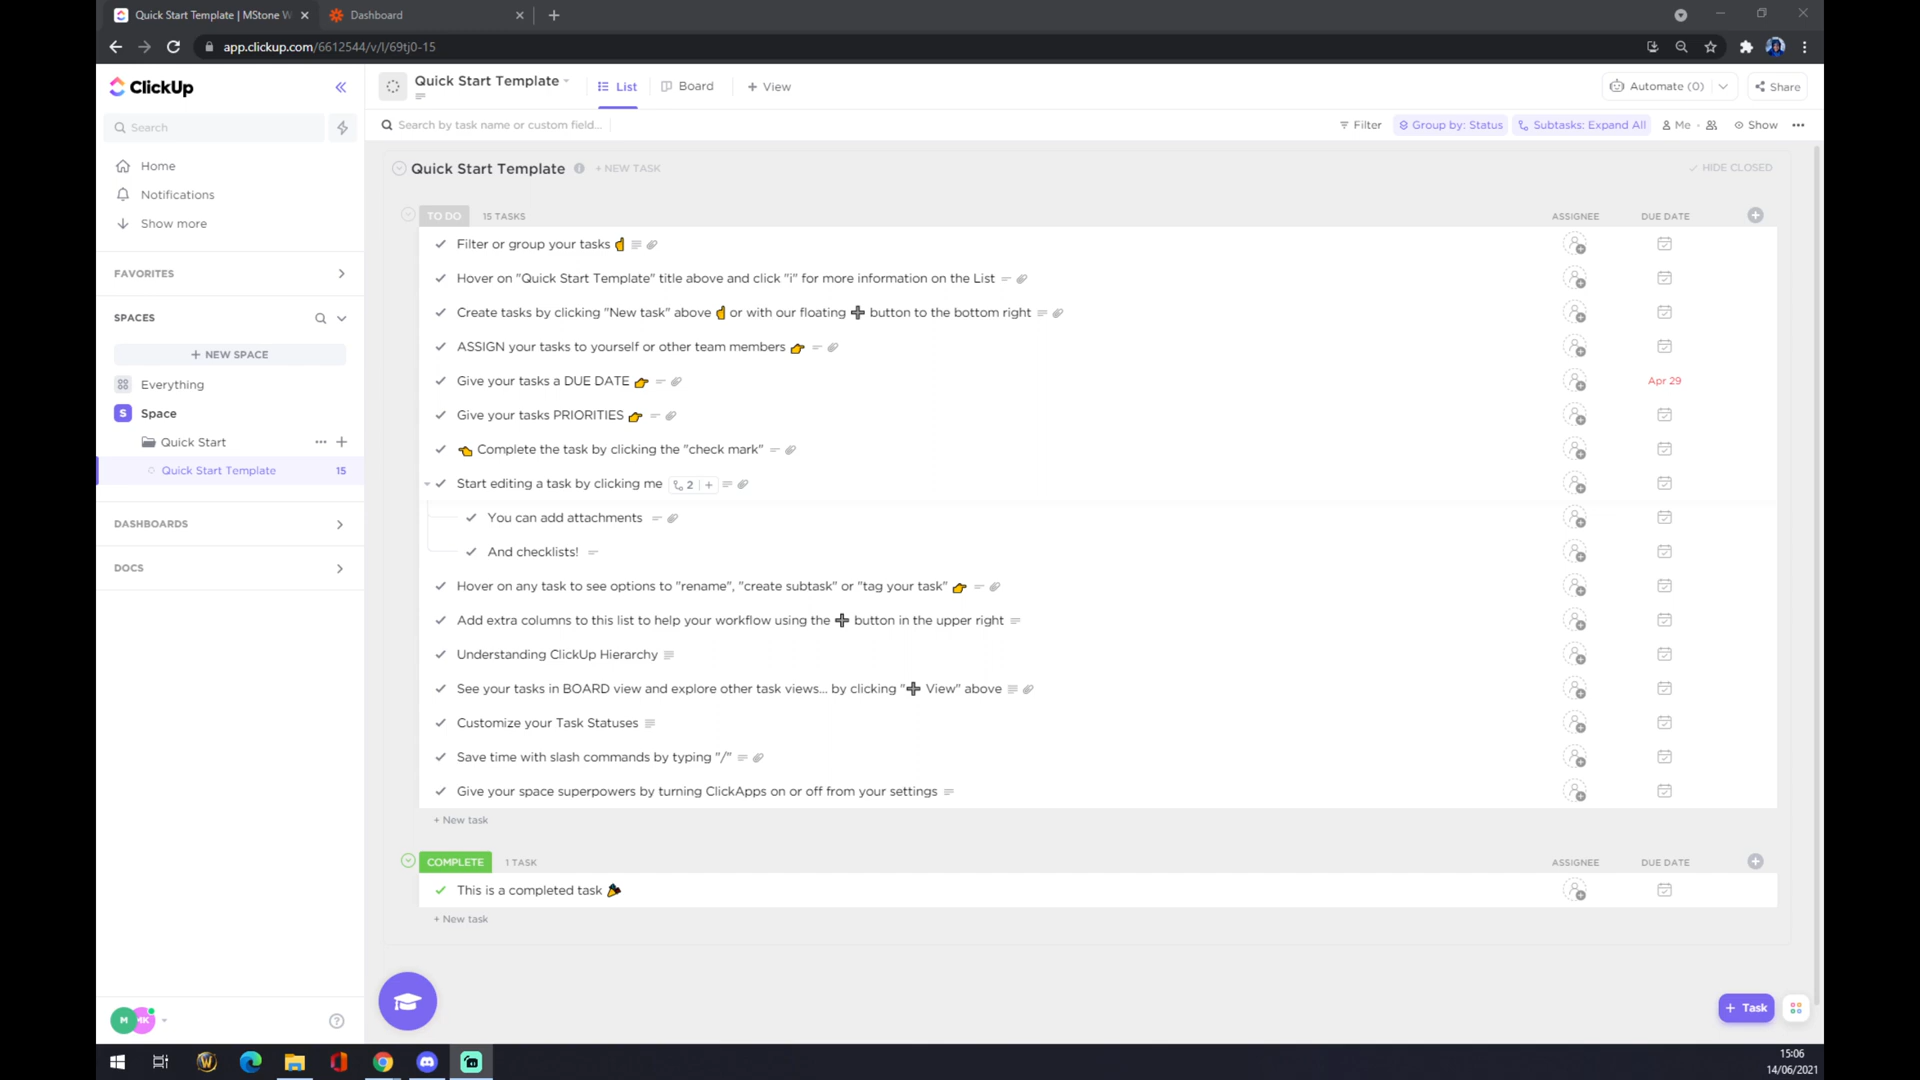 Quick Start Template | MStone W
Dashboard
app.clickup.com/6612544/v/l/69tj0-15
ClickUp
Quick Start Template
List
Board
+ View
Automate (0)
Share
Search
Search by task name or custom field...
Filter
Group by: Status
Subtasks: Expand All
Me
Show
Home
Notifications
Show more
FAVORITES
SPACES
+ NEW SPACE
Everything
S Space
Quick Start
Quick Start Template 15
DASHBOARDS
DOCS
Quick Start Template
+ NEW TASK
HIDE CLOSED
TO DO 15 TASKS ASSIGNEE DUE DATE
Filter or group your tasks ☝
Hover on "Quick Start Template" title above and click "i" for more information on the List
Create tasks by clicking "New task" above ☝ or with our floating ➕ button to the bottom right
ASSIGN your tasks to yourself or other team members 👉
Give your tasks a DUE DATE 👉 Apr 29
Give your tasks PRIORITIES 👉
👈 Complete the task by clicking the "check mark"
Start editing a task by clicking me 2 +
You can add attachments
And checklists!
Hover on any task to see options to "rename", "create subtask" or "tag your task" 👉
Add extra columns to this list to help your workflow using the ➕ button in the upper right
Understanding ClickUp Hierarchy
See your tasks in BOARD view and explore other task views... by clicking "➕ View" above
Customize your Task Statuses
Save time with slash commands by typing "/"
Give your space superpowers by turning ClickApps on or off from your settings
+ New task
COMPLETE 1 TASK ASSIGNEE DUE DATE
This is a completed task 🎉
+ New task
M
+ Task
15:06
14/06/2021